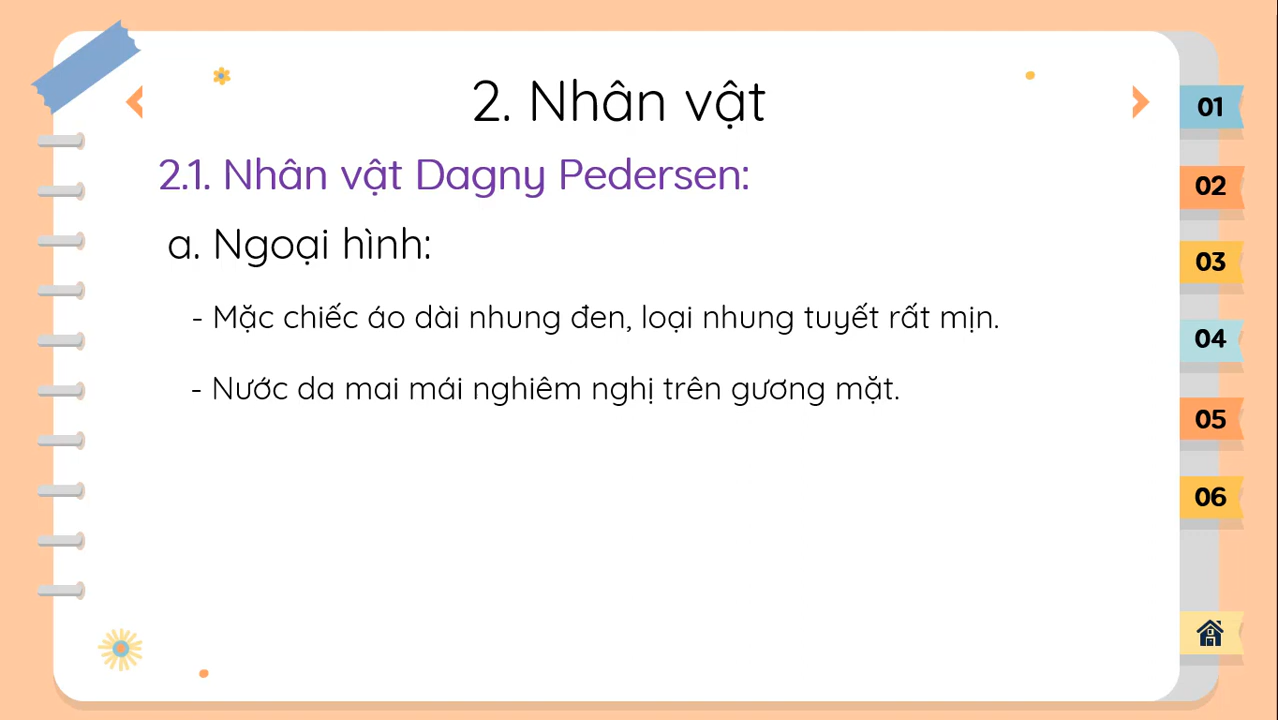 2. Nhân vật
2.1. Nhân vật Dagny Pedersen:
a. Ngoại hình:
- Mặc chiếc áo dài nhung đen, loại nhung tuyết rất mịn.
- Nước da mai mái nghiêm nghị trên gương mặt.
01
02
03
04
05
06